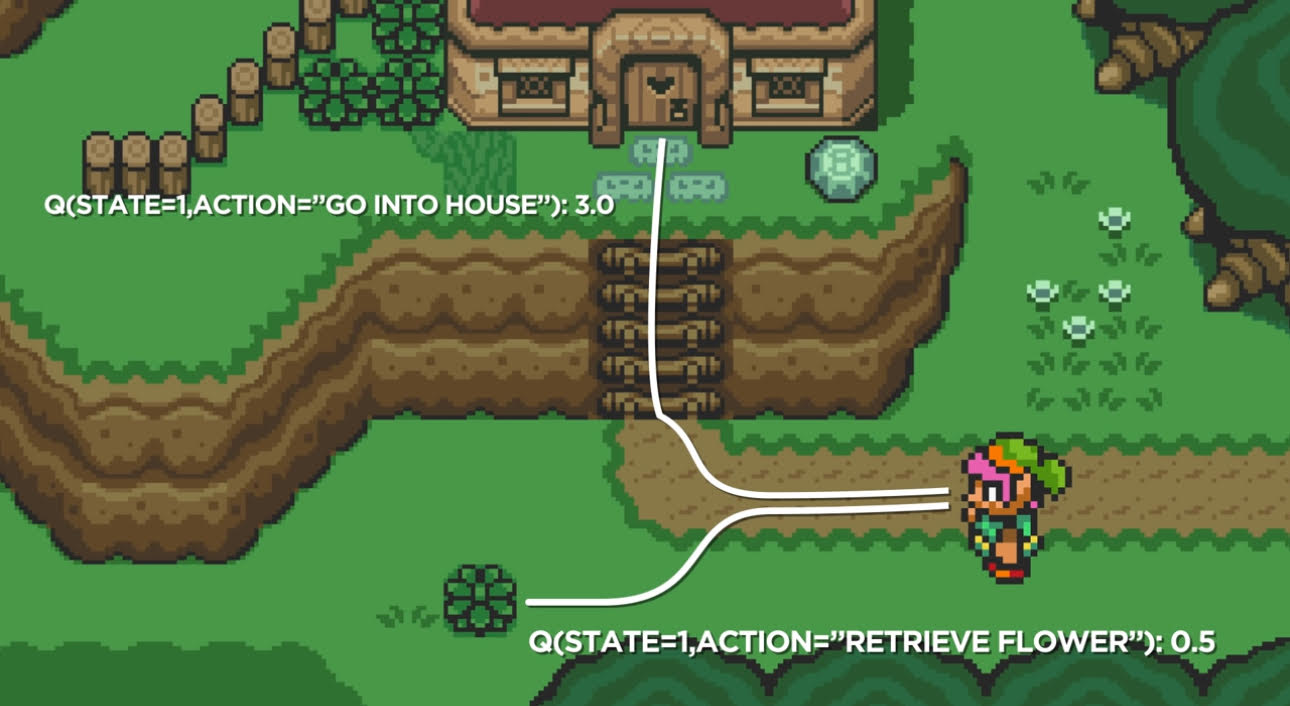 Q(STATE=1,ACTION=”GO INTO HOUSE”): 3.0
Q(STATE=1,ACTION=”RETRIEVE FLOWER”): 0.5